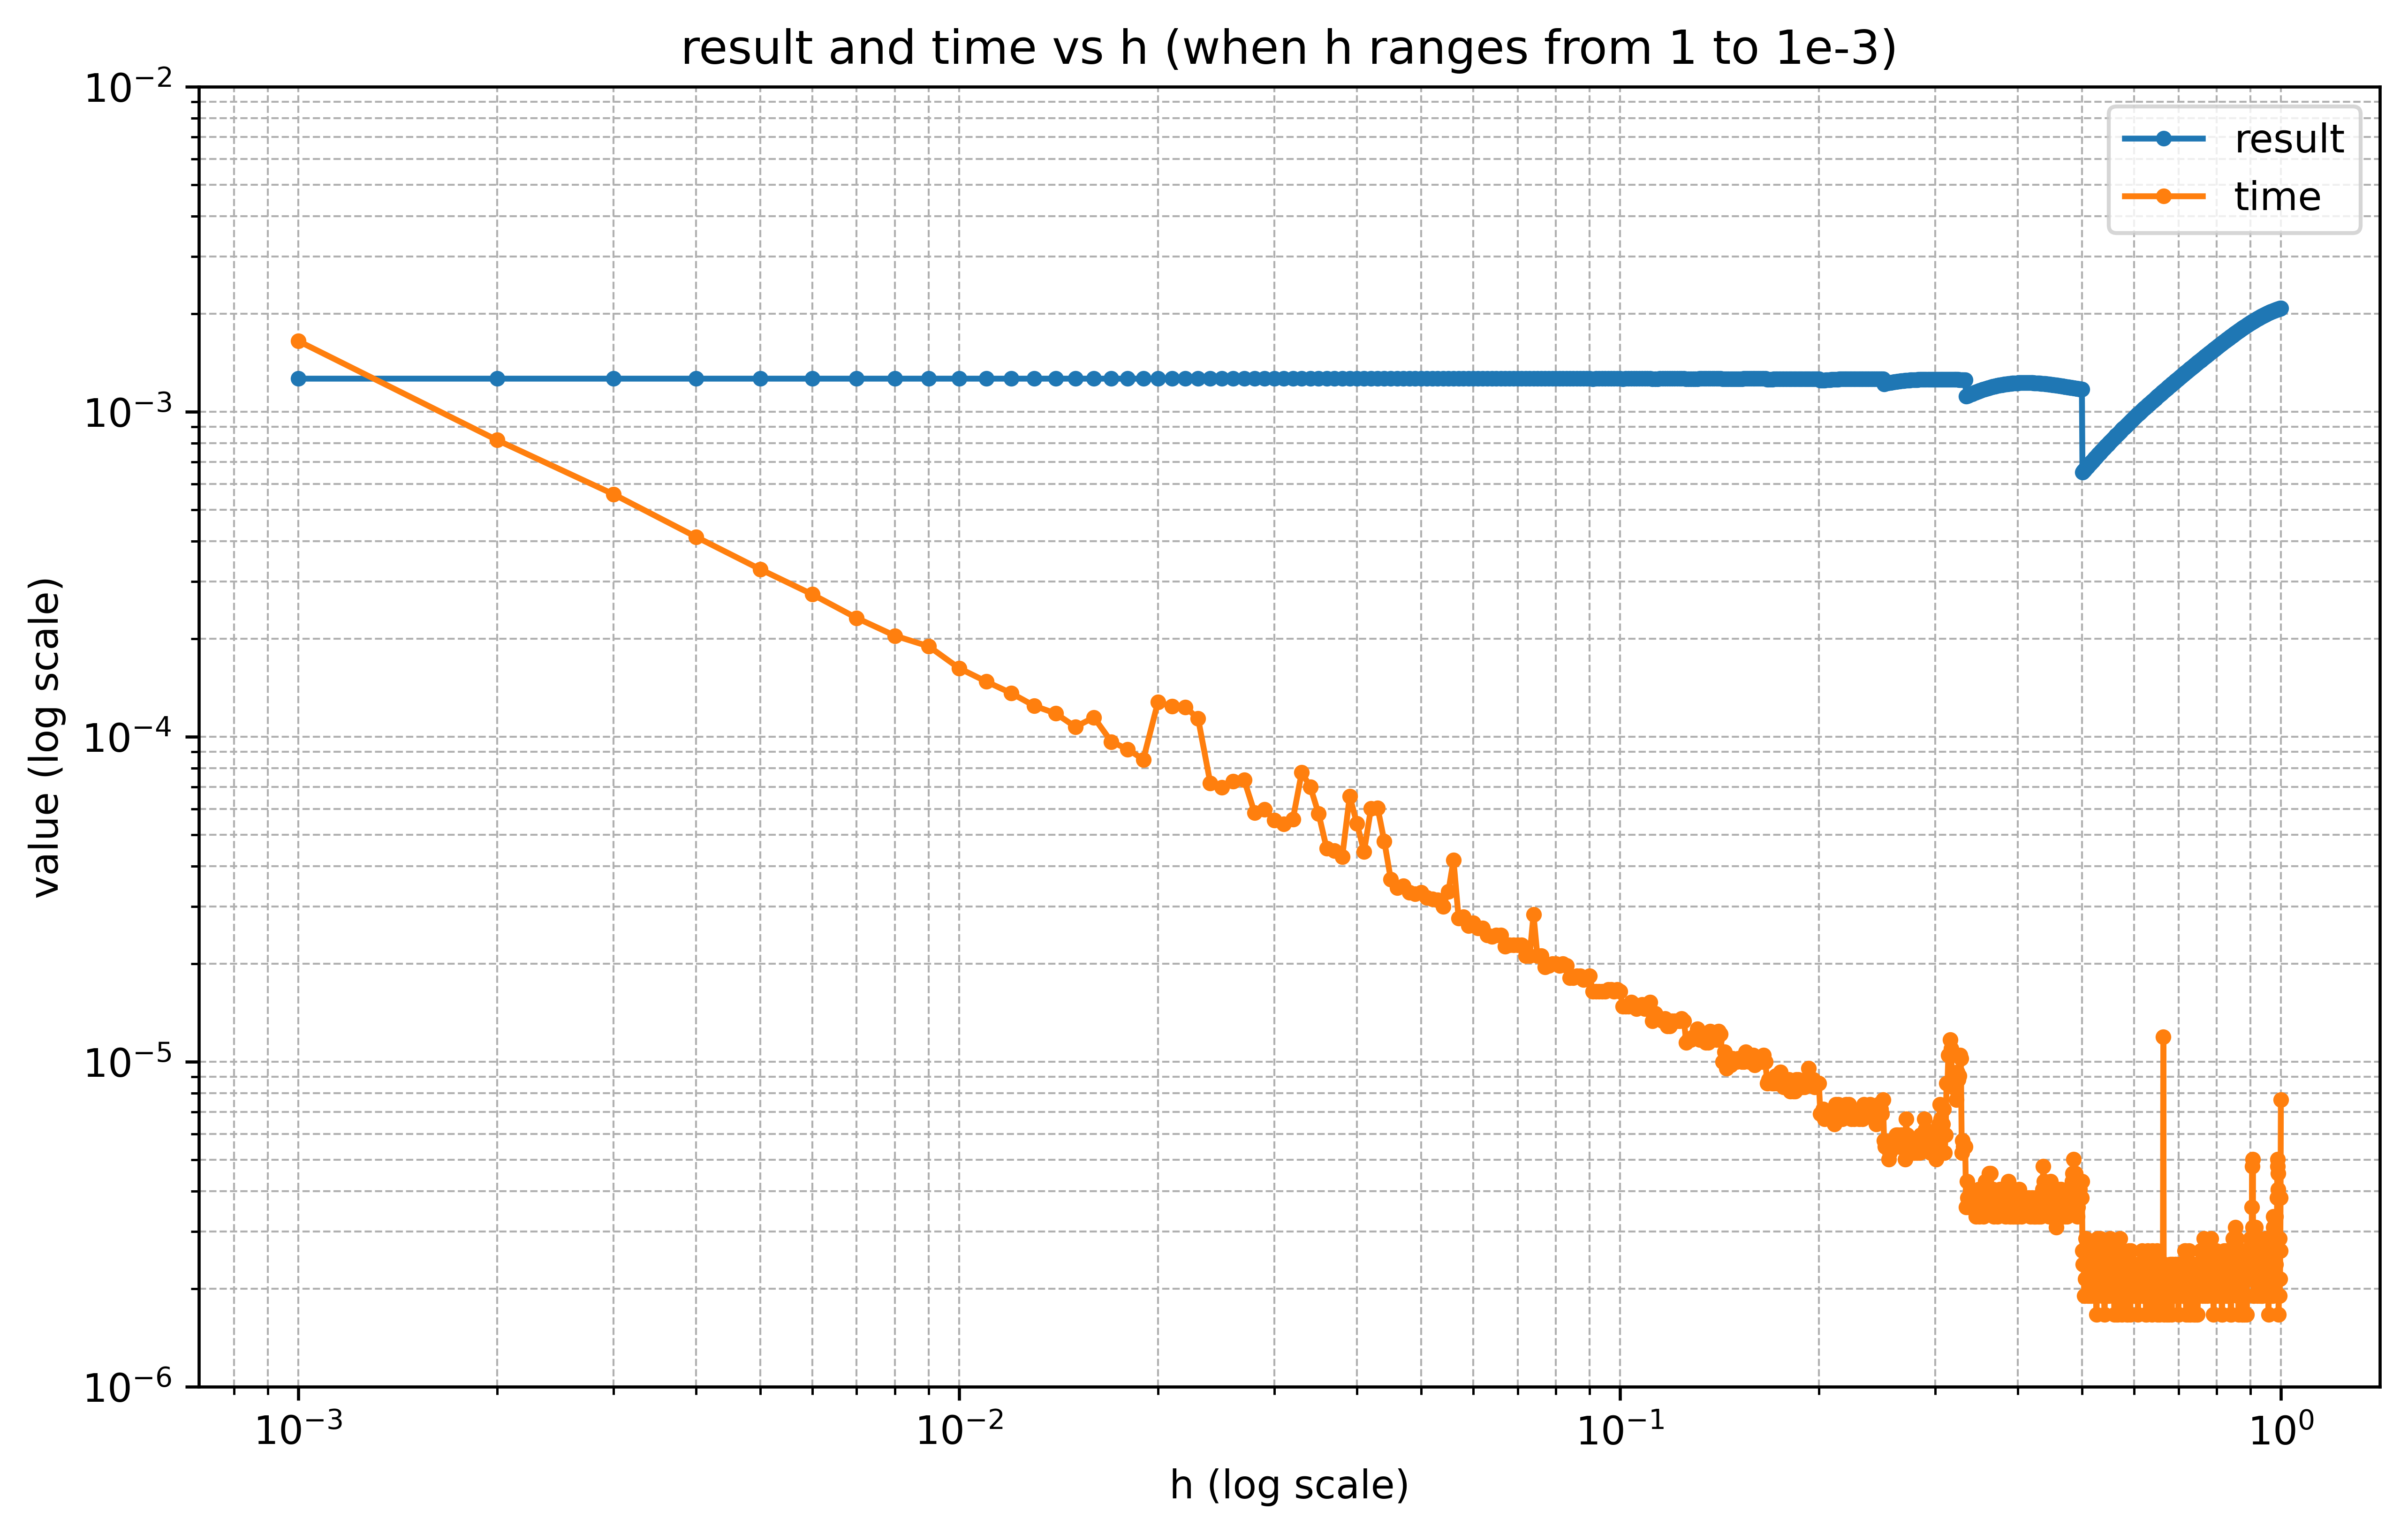 result and time vs h (when h ranges from 1 to 1e-3)
result
time
value (log scale)
10⁻²
10⁻³
10⁻⁴
10⁻⁵
10⁻⁶
10⁻³
10⁻²
10⁻¹
10⁰
h (log scale)